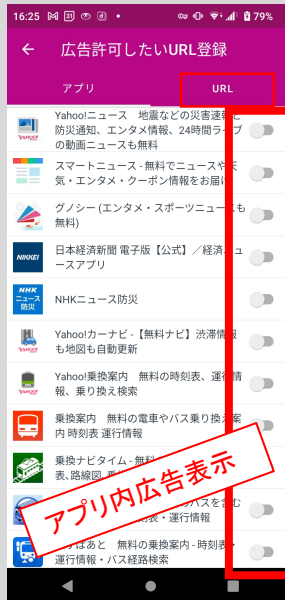 16:25 79%
広告許可したいURL登録
アプリ URL
Yahoo!ニュース 地震などの災害速報と
防災通知、エンタメ情報、24時間ライブ
の動画ニュースも無料
スマートニュース - 無料でニュースや天
気・エンタメ・クーポン情報をお届け
グノシー (エンタメ・スポーツニュースも
無料)
NIKKEI
日本経済新聞 電子版【公式】／経済ニュ
ースアプリ
NHK
ニュース
防災
NHKニュース防災
Yahoo!カーナビ -【無料ナビ】渋滞情報
も地図も自動更新
Yahoo!乗換案内 無料の時刻表、運行情
報、乗り換え検索
乗換案内 無料の電車やバス乗り換え案
内 時刻表 運行情報
乗換ナビタイム - 無料
表、路線図
アプリ内広告表示
のバスを含む
刻表・運行情報
すぱあと 無料の乗換案内 - 時刻表・
運行情報・バス経路検索